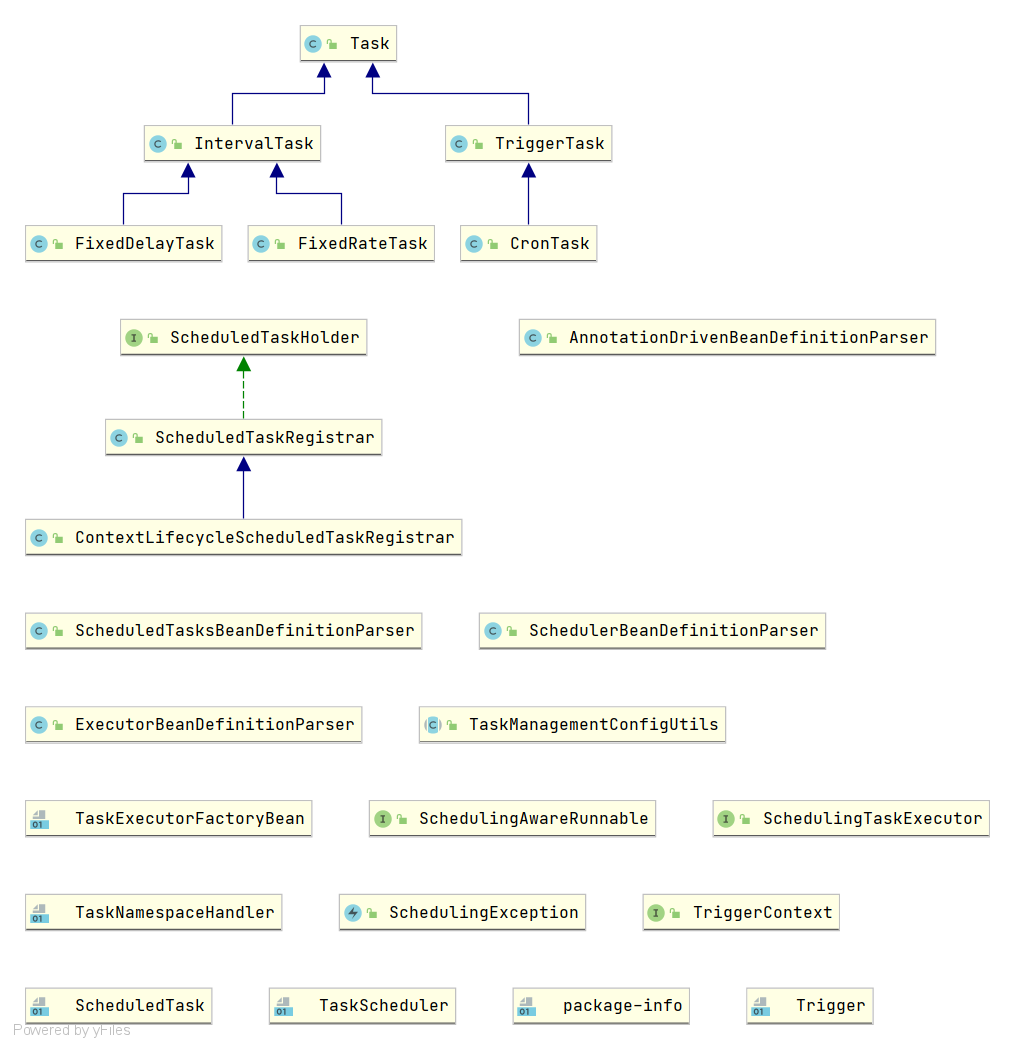 Task
IntervalTask
TriggerTask
FixedDelayTask
FixedRateTask
CronTask
ScheduledTaskHolder
AnnotationDrivenBeanDefinitionParser
ScheduledTaskRegistrar
ContextLifecycleScheduledTaskRegistrar
ScheduledTasksBeanDefinitionParser
SchedulerBeanDefinitionParser
ExecutorBeanDefinitionParser
TaskManagementConfigUtils
TaskExecutorFactoryBean
SchedulingAwareRunnable
SchedulingTaskExecutor
TaskNamespaceHandler
SchedulingException
TriggerContext
ScheduledTask
TaskScheduler
package-info
Trigger
Powered by yFiles